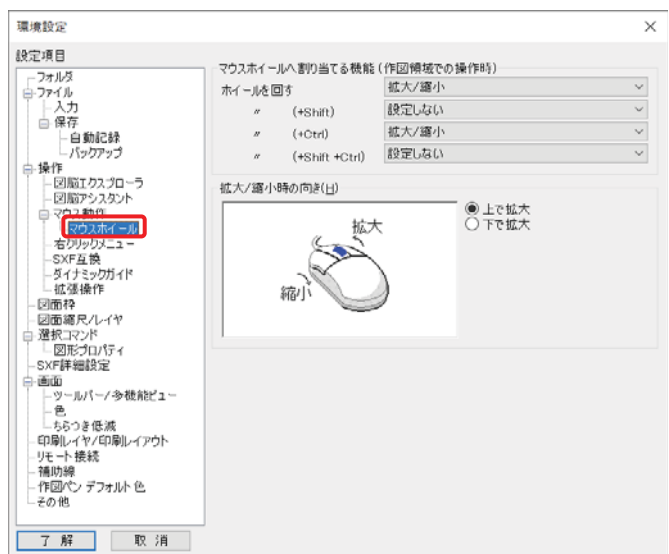 環境設定
設定項目
フォルダ
ファイル
入力
保存
自動記録
バックアップ
操作
図脳エクスプローラ
図脳アシスタント
マウス動作
マウスホイール
右クリックメニュー
SXF互換
ダイナミックガイド
拡張操作
図面枠
図面縮尺/レイヤ
選択コマンド
図形プロパティ
SXF詳細設定
画面
ツールバー/多機能ビュー
色
ちらつき低減
印刷レイヤ/印刷レイアウト
リモート接続
補助線
作図ペン デフォルト色
その他
マウスホイールへ割り当てる機能(作図領域での操作時)
ホイールを回す 拡大/縮小
〃 (+Shift) 設定しない
〃 (+Ctrl) 拡大/縮小
〃 (+Shift +Ctrl) 設定しない
拡大/縮小時の向き(H)
拡大
縮小
上で拡大
下で拡大
了解 取消